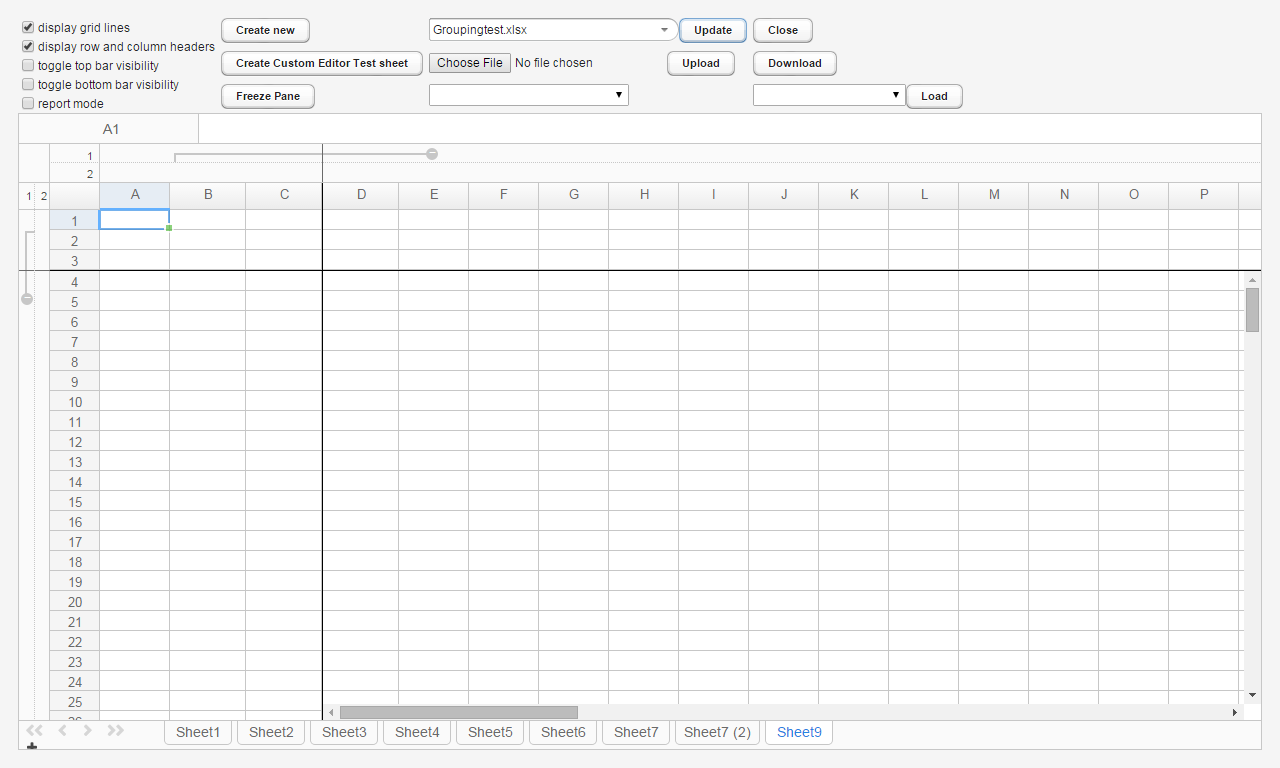 display grid lines
display row and column headers
toggle top bar visibility
toggle bottom bar visibility
report mode
Create new
Groupingtest.xlsx
Update
Close
Create Custom Editor Test sheet
Choose File No file chosen
Upload
Download
Freeze Pane
Load
A1
1
2
1 2
A B C D E F G H I J K L M N O P
1
2
3
4
5
6
7
8
9
10
11
12
13
14
15
16
17
18
19
20
21
22
23
24
25
Sheet1 Sheet2 Sheet3 Sheet4 Sheet5 Sheet6 Sheet7 Sheet7 (2) Sheet9